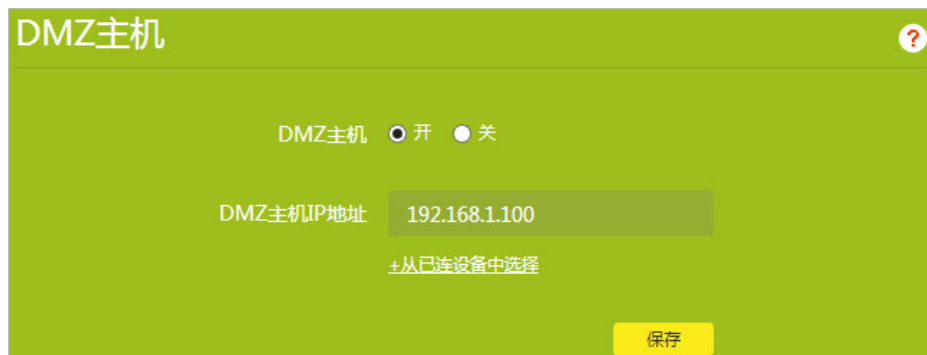 DMZ主机
?
DMZ主机 开 关
DMZ主机IP地址 192.168.1.100
+从已连设备中选择
保存